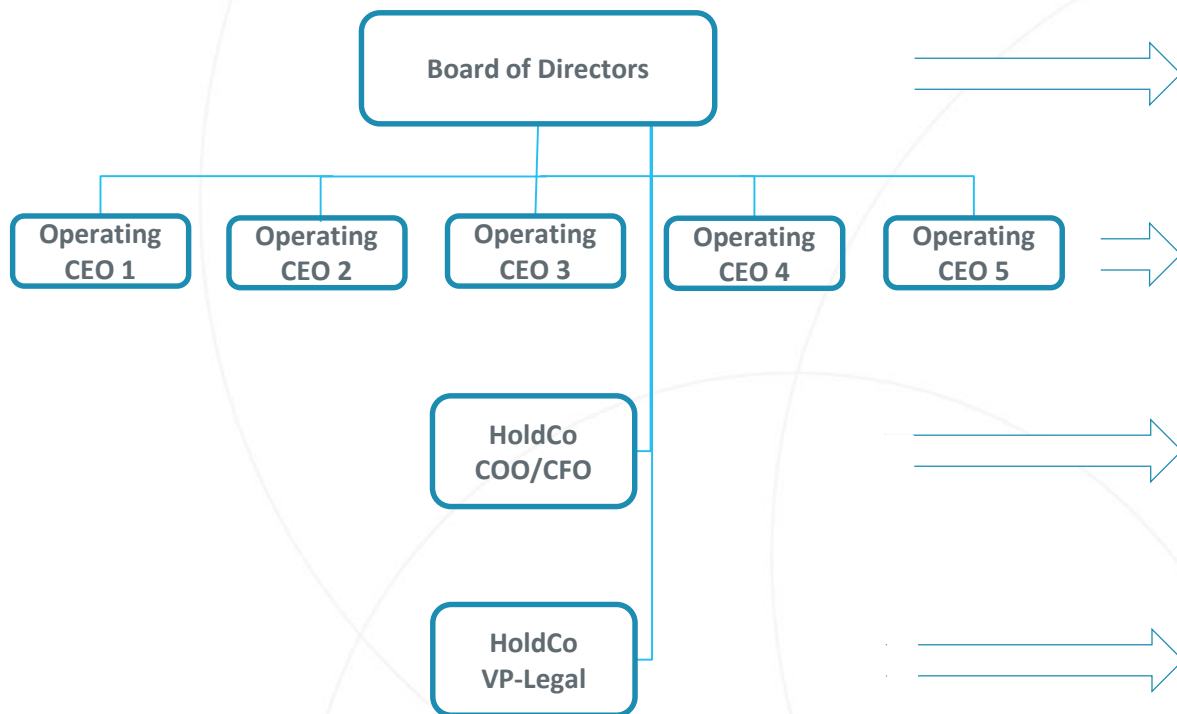 Board of Directors
Operating
CEO 1
Operating
CEO 2
Operating
CEO 3
Operating
CEO 4
Operating
CEO 5
HoldCo
COO/CFO
HoldCo
VP-Legal